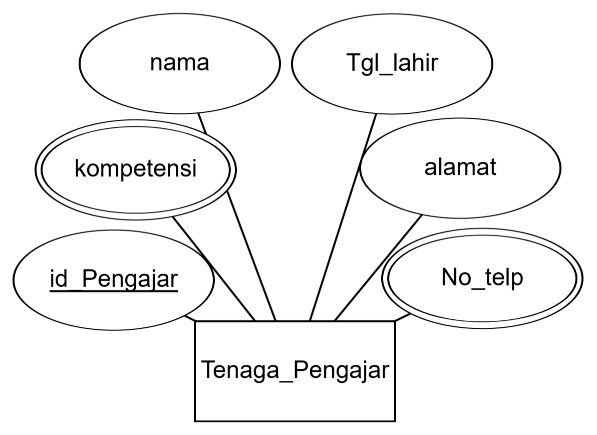 nama
Tgl_lahir
kompetensi
alamat
id_Pengajar
No_telp
Tenaga_Pengajar